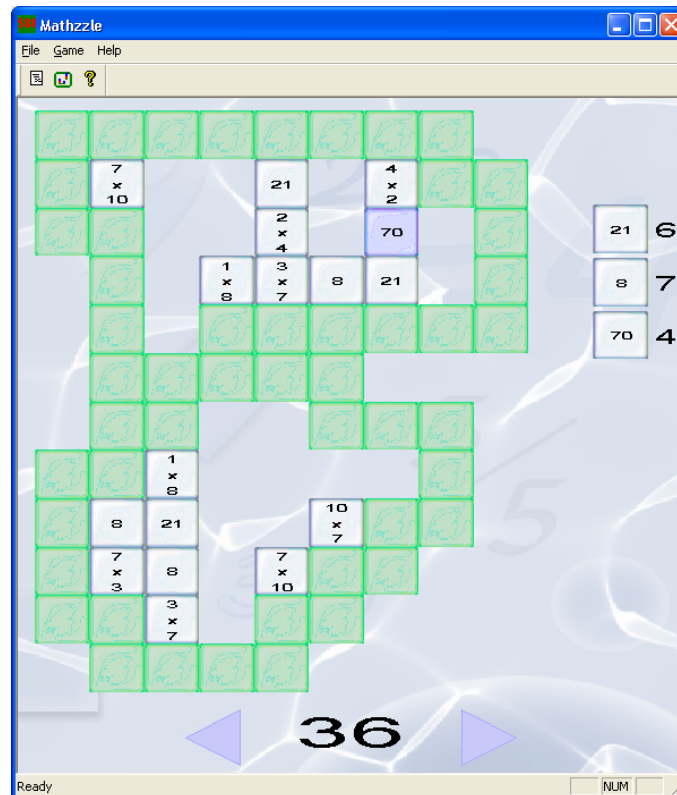 Mathzzle
File Game Help
7 x 10
21
4 x 2
2 x 4
70
21 6
1 x 8
3 x 7
8
21
8 7
70 4
1 x 8
8
21
10 x 7
7 x 3
8
7 x 10
3 x 7
36
Ready
NUM